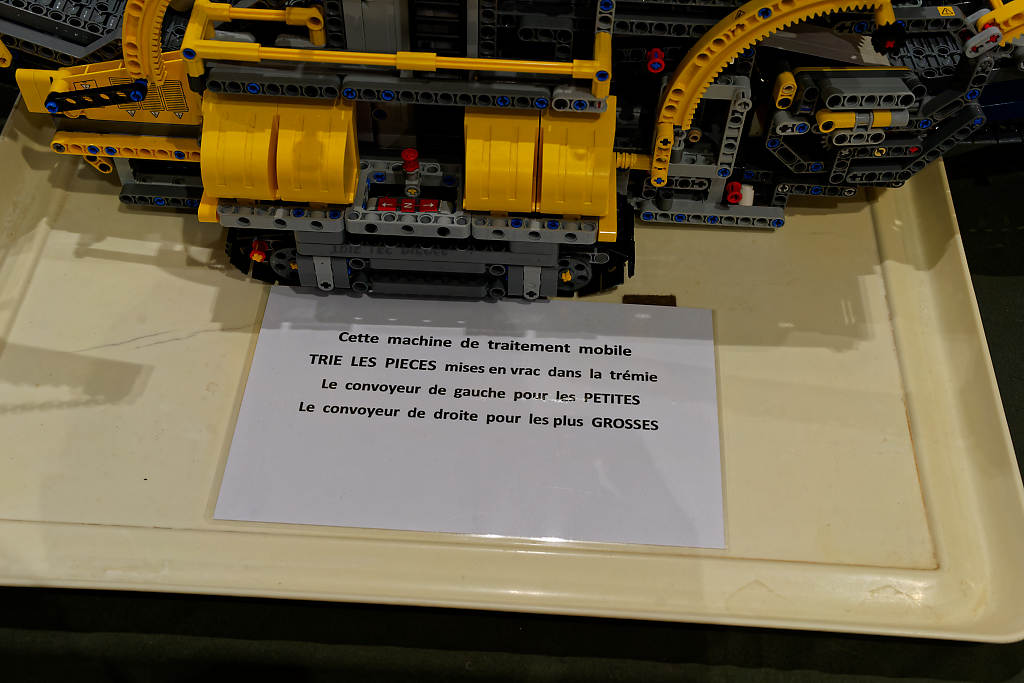 N
Cette machine de traitement mobile
TRIE LES PIECES mises en vrac dans la trémie
Le convoyeur de gauche pour les PETITES
Le convoyeur de droite pour les plus GROSSES